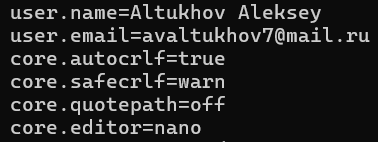 user.name=Altukhov Aleksey
user.email=avaltukhov7@mail.ru
core.autocrlf=true
core.safecrlf=warn
core.quotepath=off
core.editor=nano